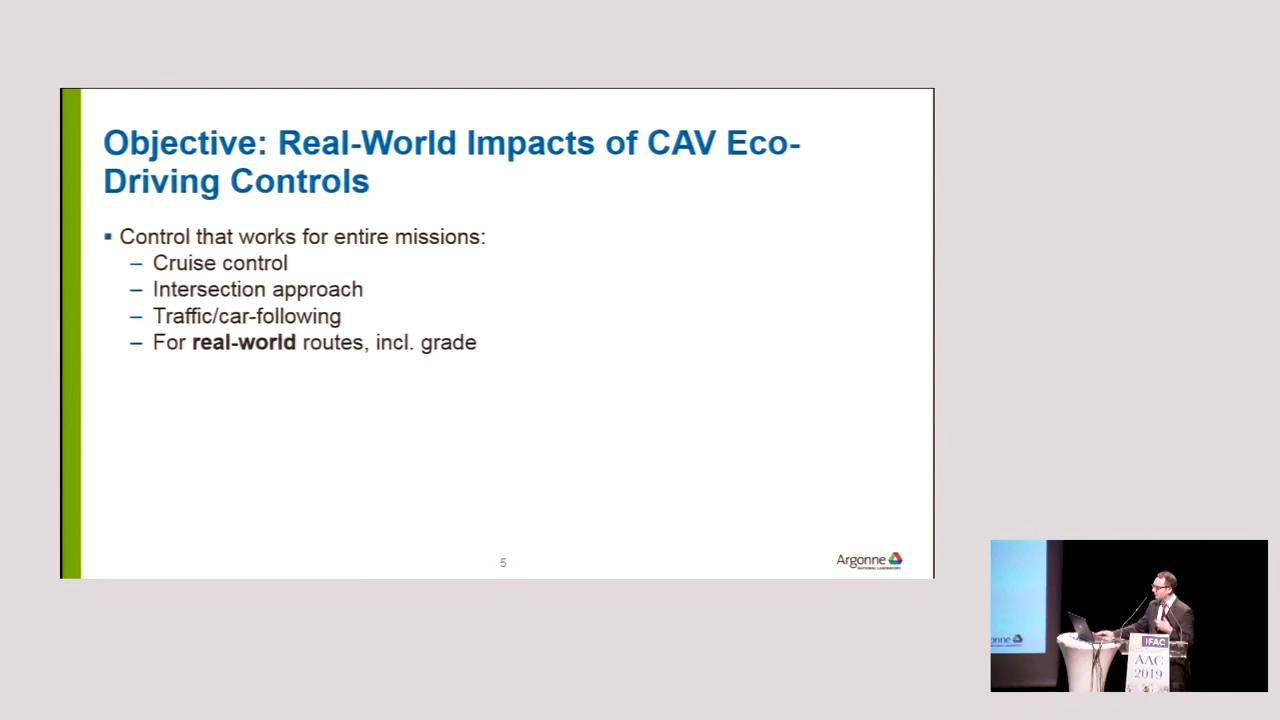 Objective: Real-World Impacts of CAV Eco-
Driving Controls
▪ Control that works for entire missions:
– Cruise control
– Intersection approach
– Traffic/car-following
– For real-world routes, incl. grade
5
Argonne
NATIONAL LABORATORY
onne
IFAC
AAC
2019